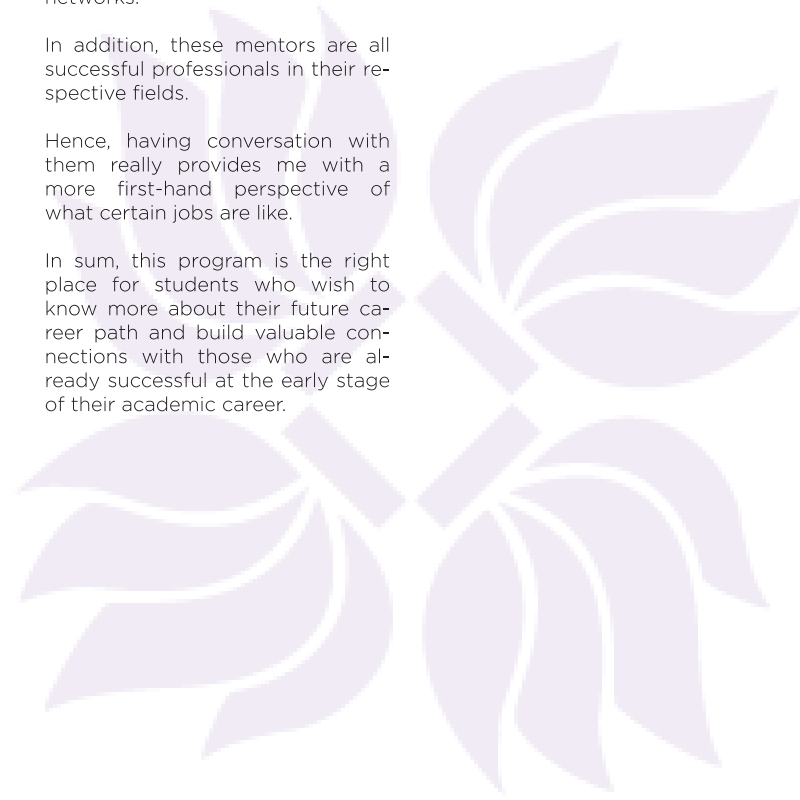 networks.
In addition, these mentors are all
successful professionals in their re-
spective fields.
Hence, having conversation with
them really provides me with a
more first-hand perspective of
what certain jobs are like.
In sum, this program is the right
place for students who wish to
know more about their future ca-
reer path and build valuable con-
nections with those who are al-
ready successful at the early stage
of their academic career.